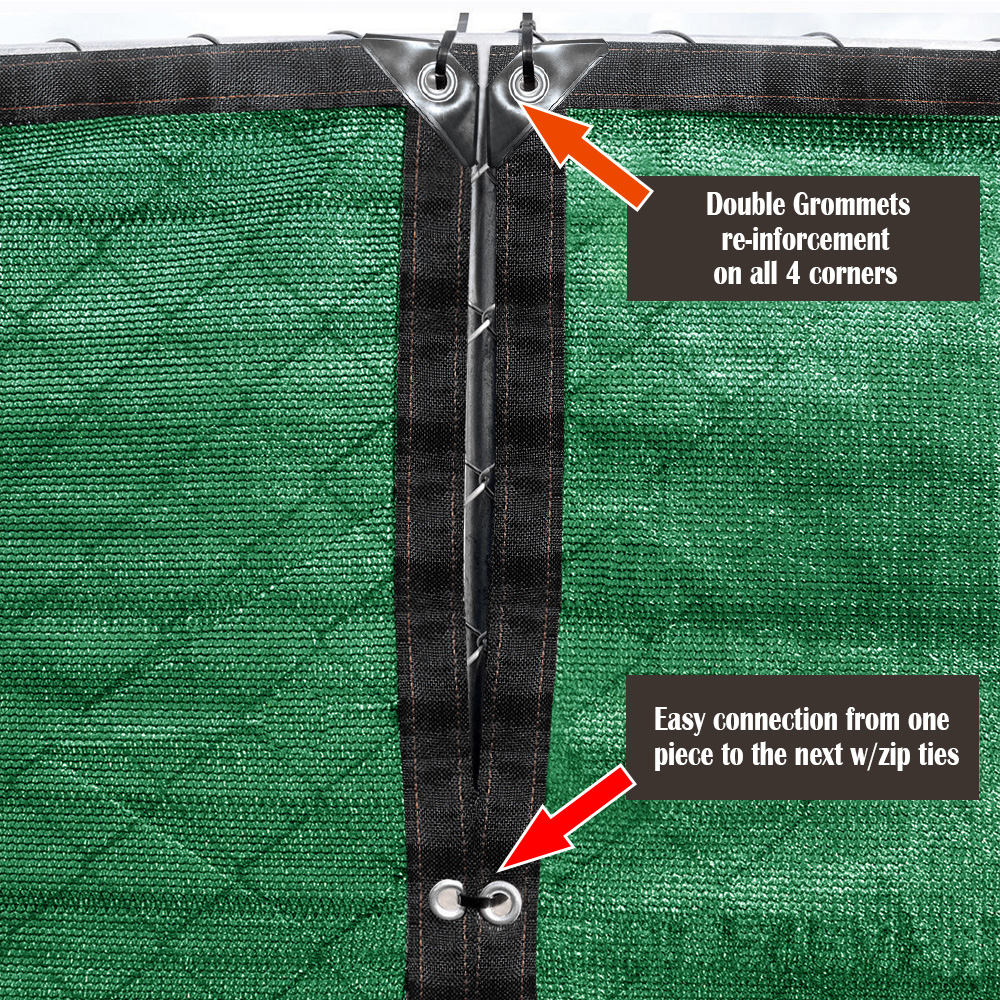 Double Grommets
re-inforcement
on all 4 corners
Easy connection from one
piece to the next w/zip ties